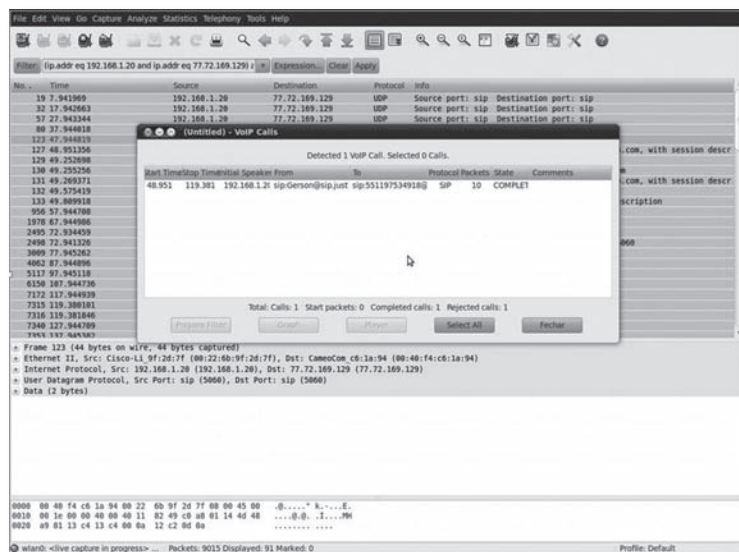 File Edit View Go Capture Analyze Statistics Telephony Tools Help
Filter: (ip.addr eq 192.168.1.20 and ip.addr eq 77.72.169.129) Expression... Clear Apply
No. . Time Source Destination Protocol Info
19 7.941969 192.168.1.20 77.72.169.129 UDP Source port: sip Destination port: sip
32 17.942663 192.168.1.20 77.72.169.129 UDP Source port: sip Destination port: sip
57 27.943344 192.168.1.20 77.72.169.129 UDP Source port: sip Destination port: sip
80 37.944018
123 47.944819
127 48.951356 .com, with session descr
129 49.252698
130 49.255256
131 49.269371 .com, with session descr
132 49.575419
133 49.809918 scription
956 57.944700
1978 67.944986
2495 72.934459
2498 72.941326 5060
3009 77.945262
4062 87.944896
5117 97.945118
6150 107.944736
7172 117.944939
7315 119.380101
7316 119.381046
7340 127.944709
7353 137.945382
(Untitled) - VoIP Calls
Detected 1 VoIP Call. Selected 0 Calls.
Start Time Stop Time Initial Speaker From To Protocol Packets State Comments
48.951 119.381 192.168.1.20 sip:Gerson@sip.just sip:551197534918@ SIP 10 COMPLET
Total: Calls: 1 Start packets: 0 Completed calls: 1 Rejected calls: 1
Prepare Filter Graph Player Select All Fechar
Frame 123 (44 bytes on wire, 44 bytes captured)
Ethernet II, Src: Cisco-Li_9f:2d:7f (00:22:6b:9f:2d:7f), Dst: CameoCom_c6:1a:94 (00:40:f4:c6:1a:94)
Internet Protocol, Src: 192.168.1.20 (192.168.1.20), Dst: 77.72.169.129 (77.72.169.129)
User Datagram Protocol, Src Port: sip (5060), Dst Port: sip (5060)
Data (2 bytes)
0000 00 40 f4 c6 1a 94 00 22 6b 9f 2d 7f 08 00 45 00 .@....." k.-...E.
0010 00 1e 00 00 40 00 40 11 82 49 c0 a8 01 14 4d 48 ....@.@. .I....MH
0020 a9 81 13 c4 13 c4 00 0a 12 c2 0d 0a ........ ....
wlan0: <live capture in progress> ... Packets: 9015 Displayed: 91 Marked: 0 Profile: Default